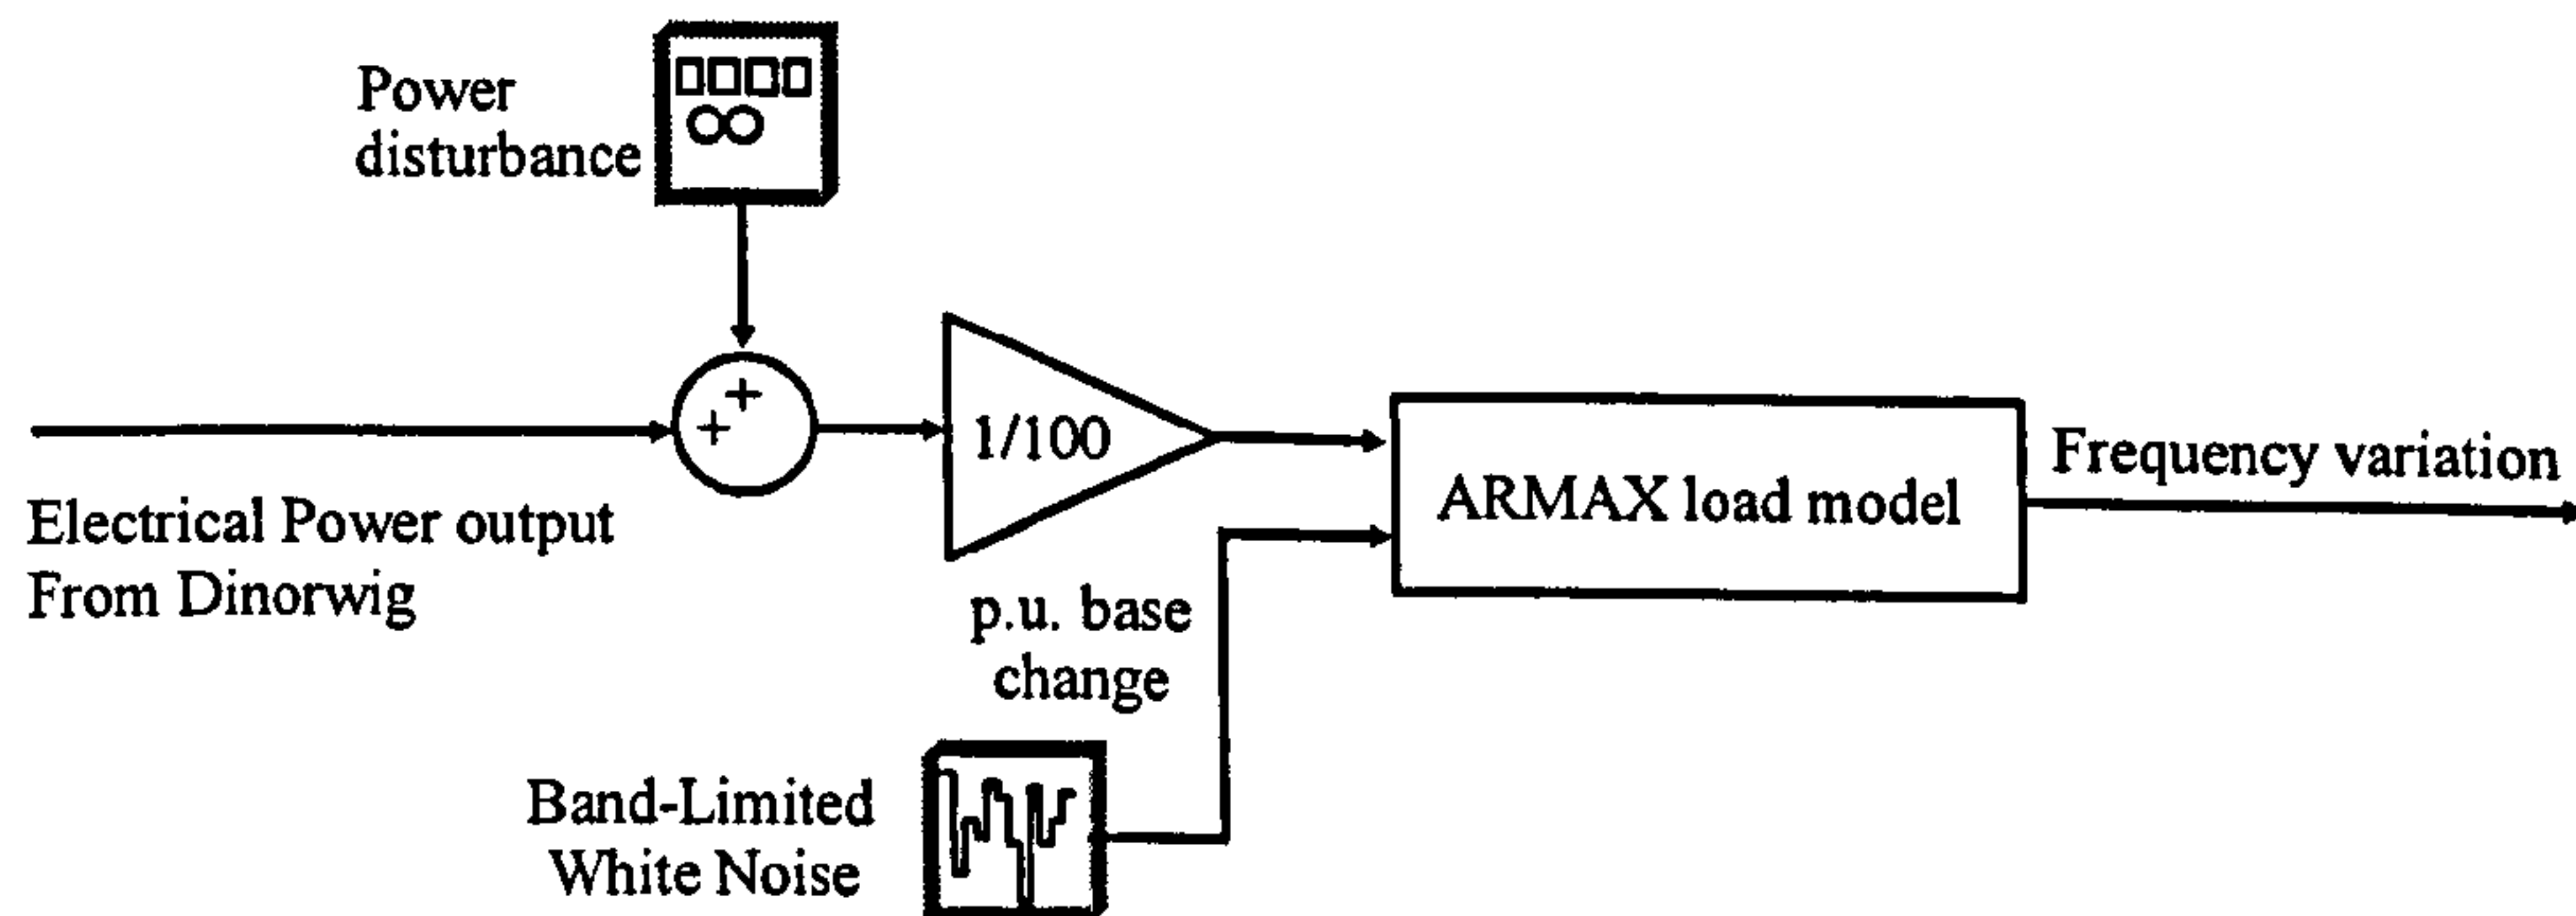 Power
disturbance
+
+
1/100
Electrical Power output
From Dinorwig
ARMAX load model
Frequency variation
p.u. base
change
Band-Limited
White Noise